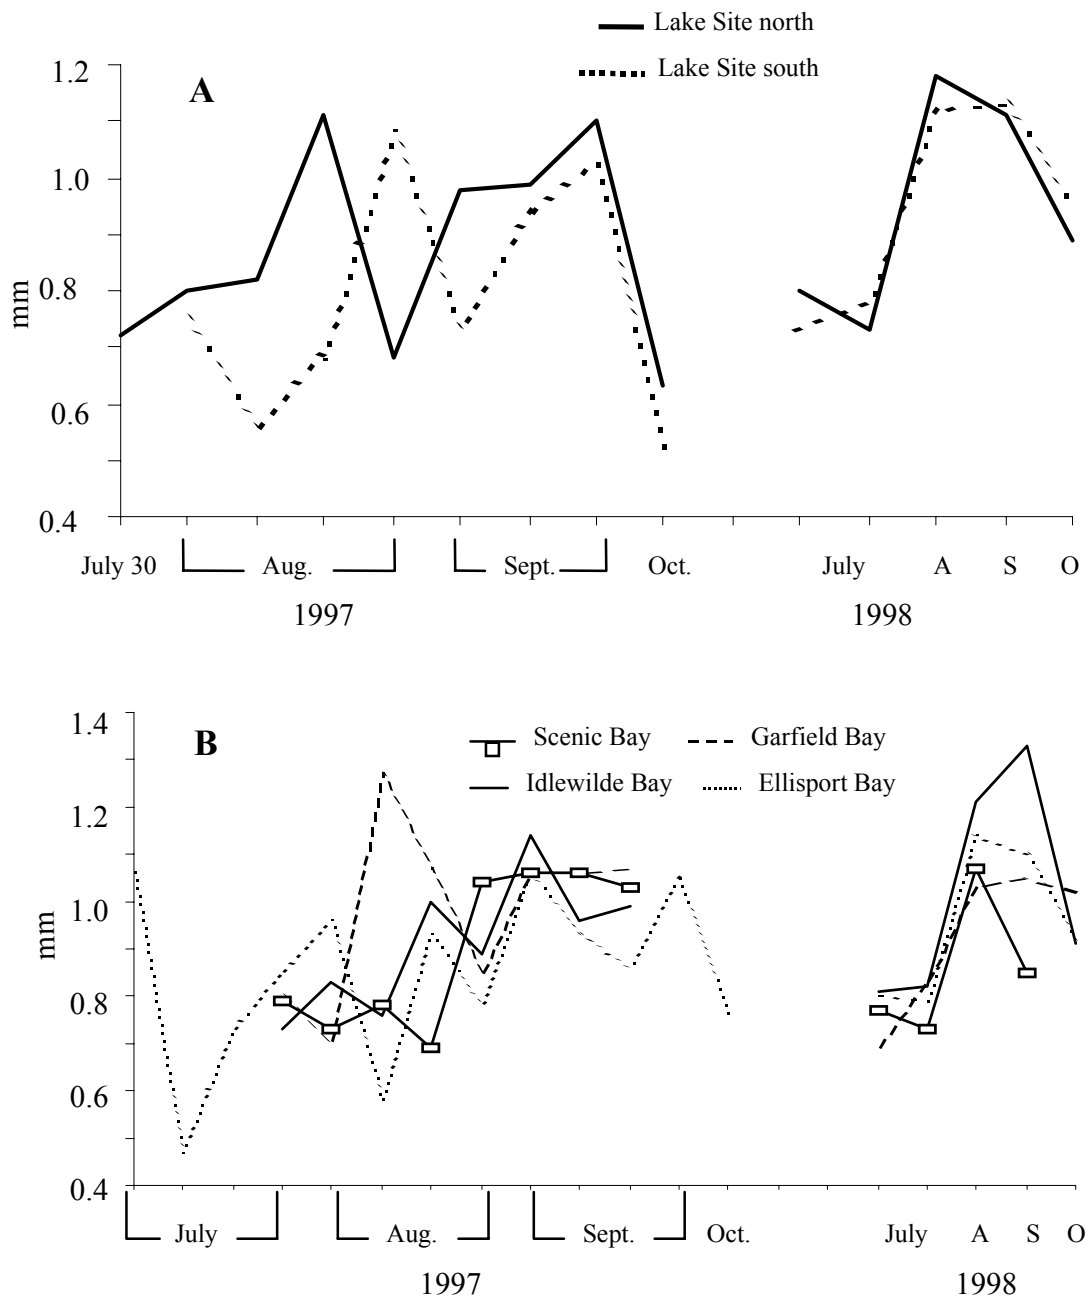 Lake Site north
Lake Site south
A
1.2
1.0
0.8
0.6
0.4
mm
July 30 Aug. Sept. Oct. July A S O
1997 1998
B
Scenic Bay Garfield Bay
Idlewilde Bay Ellisport Bay
1.4
1.2
1.0
0.8
0.6
0.4
mm
July Aug. Sept. Oct. July A S O
1997 1998